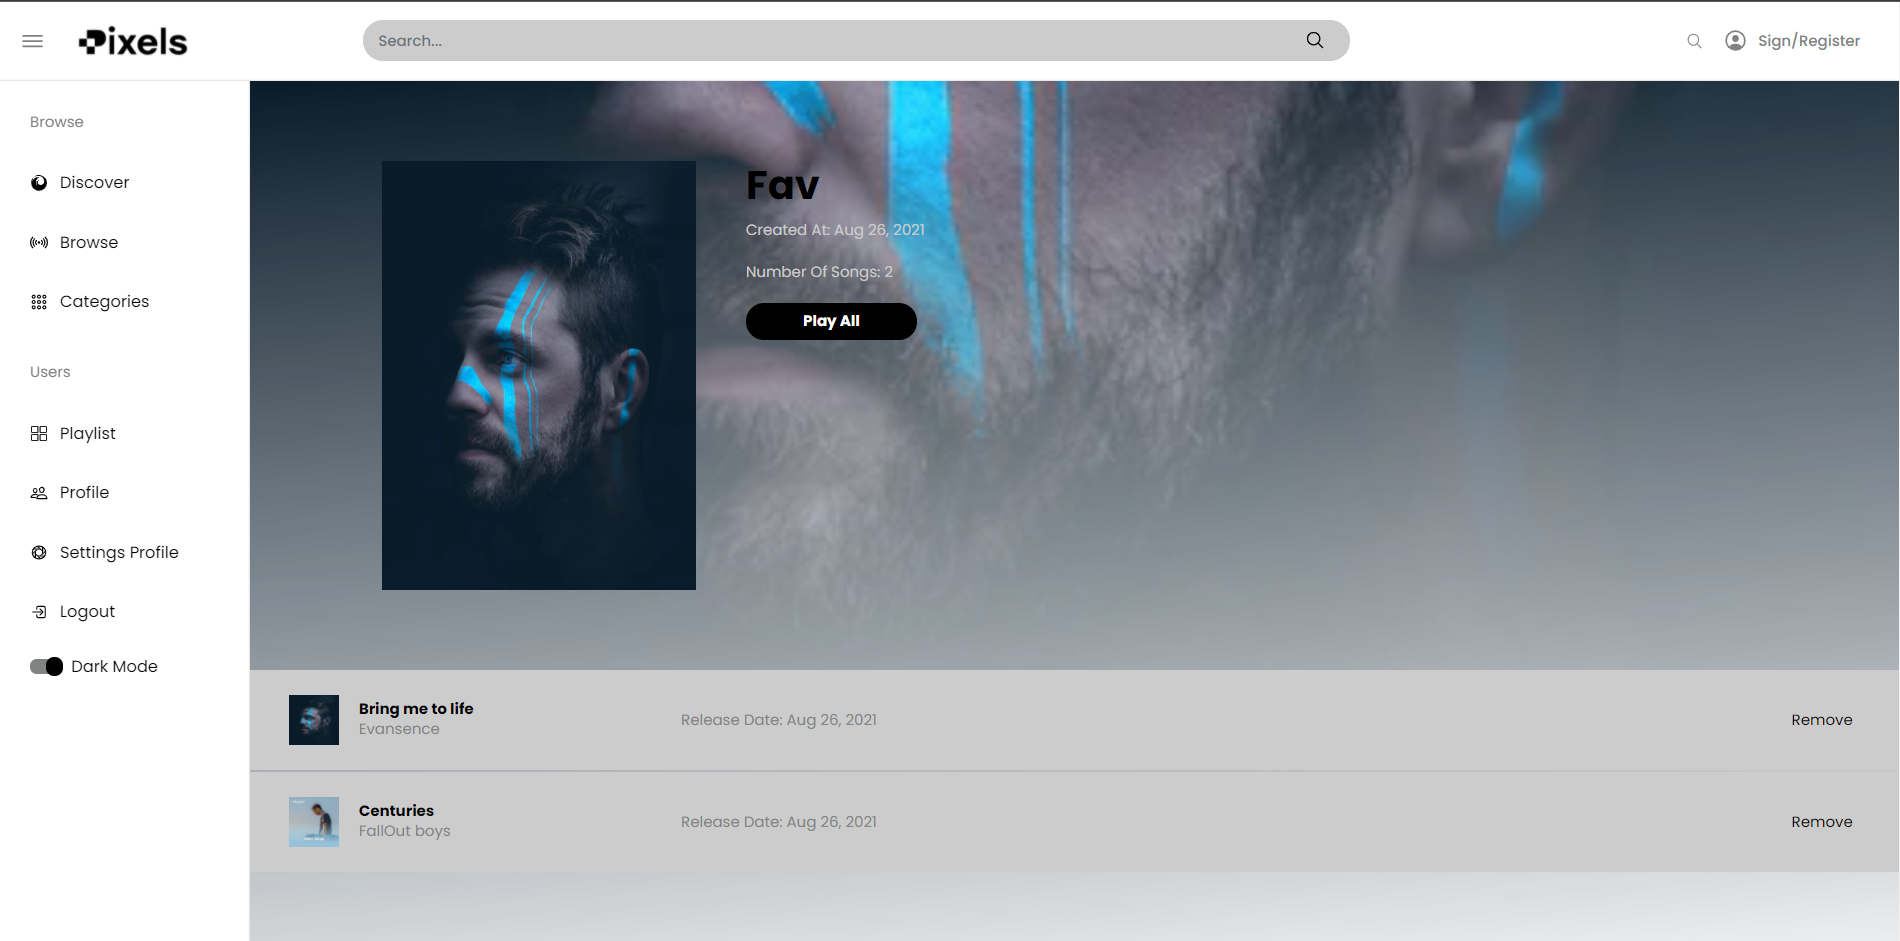 Pixels
Search...
Sign/Register
Browse
Discover
Browse
Categories
Users
Playlist
Profile
Settings Profile
Logout
Dark Mode
Fav
Created At: Aug 26, 2021
Number Of Songs: 2
Play All
Bring me to life
Evansence
Release Date: Aug 26, 2021
Remove
Centuries
FallOut boys
Release Date: Aug 26, 2021
Remove